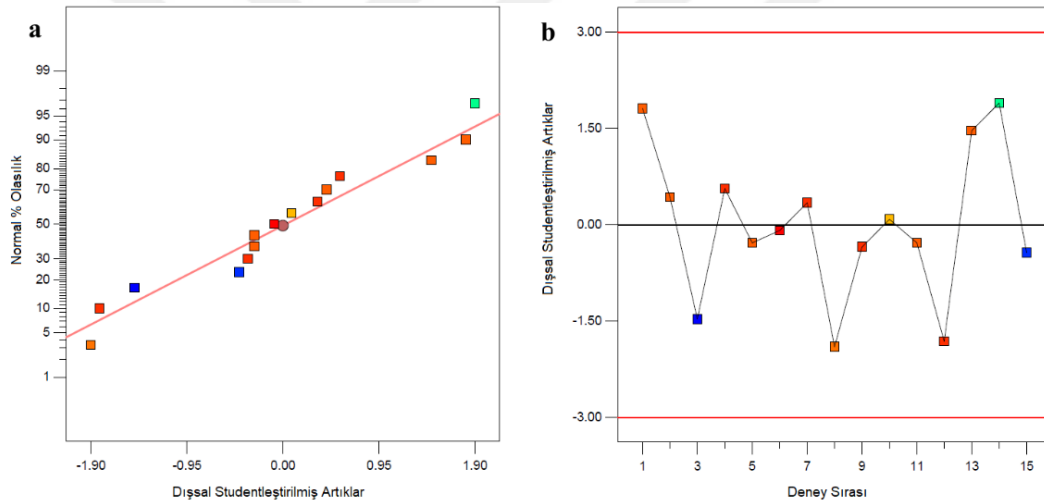 a
99
95
90
80
70
50
30
20
10
5
1
Normal % Olasılık
-1.90 -0.95 0.00 0.95 1.90
Dışsal Studentleştirilmiş Artıklar
b
3.00
1.50
0.00
-1.50
-3.00
Dışsal Studentleştirilmiş Artıklar
1 3 5 7 9 11 13 15
Deney Sırası